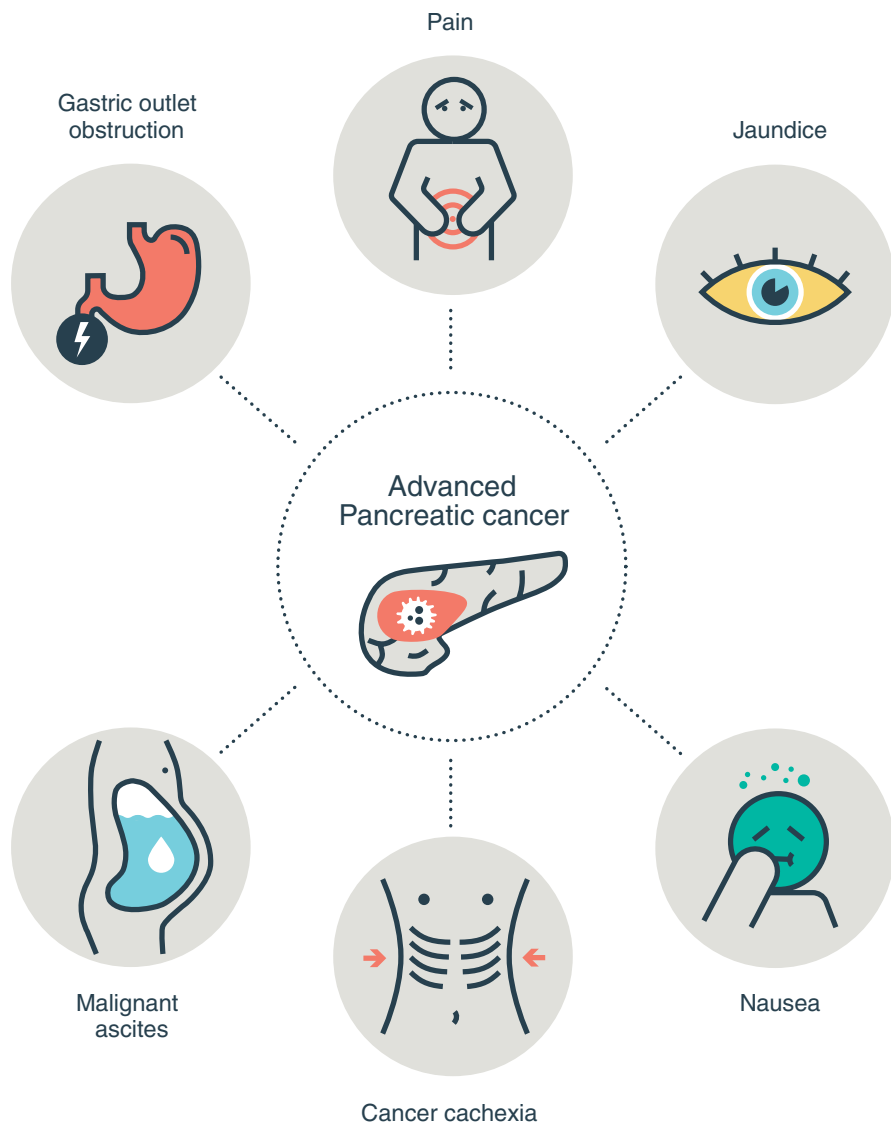 Pain
Gastric outlet
obstruction
Jaundice
Advanced
Pancreatic cancer
Malignant
ascites
Nausea
Cancer cachexia